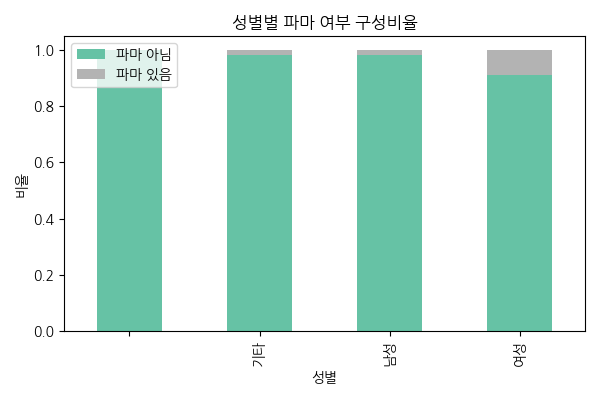 성별별 파마 여부 구성비율
파마 아님
파마 있음
비율
1.0
0.8
0.6
0.4
0.2
0.0
기타
남성
여성
성별